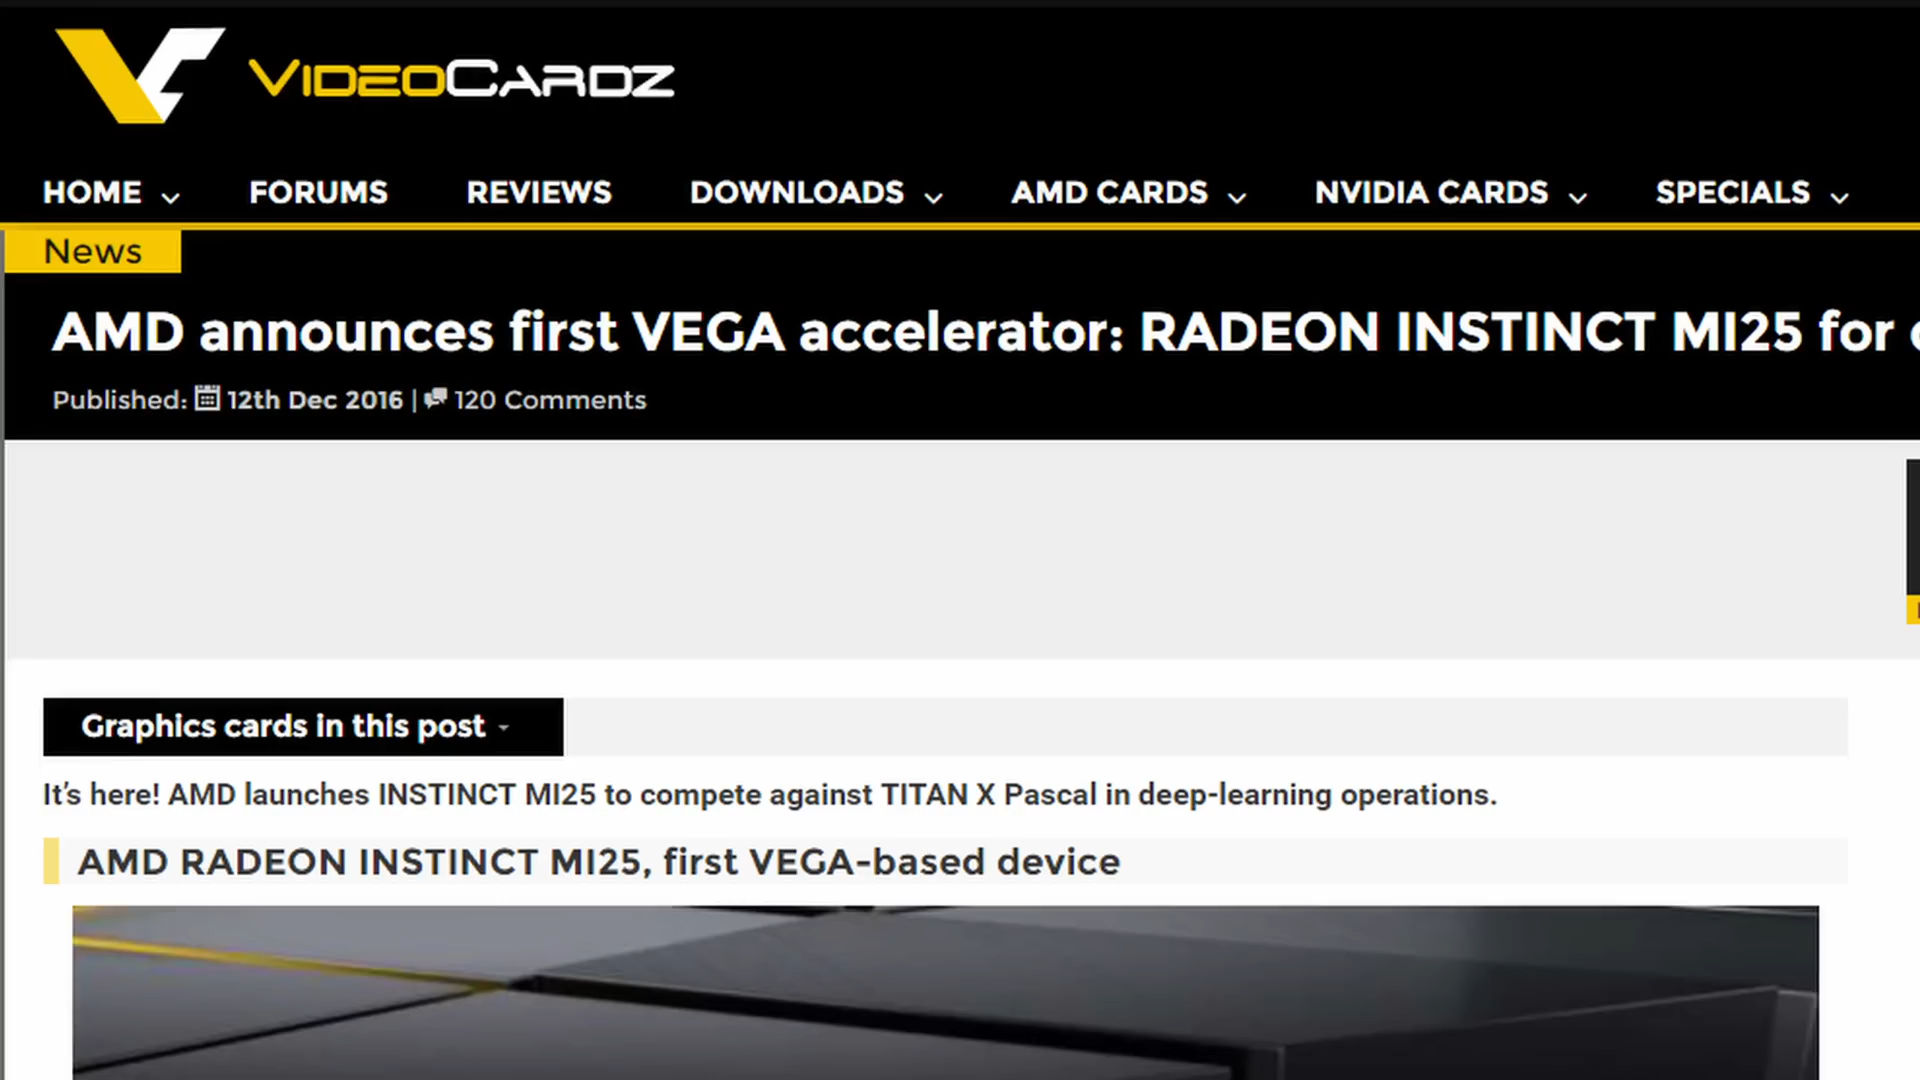 VIDEOCARDZ
HOME FORUMS REVIEWS DOWNLOADS AMD CARDS NVIDIA CARDS SPECIALS
News
AMD announces first VEGA accelerator: RADEON INSTINCT MI25 for
Published: 12th Dec 2016 | 120 Comments
Graphics cards in this post
It's here! AMD launches INSTINCT MI25 to compete against TITAN X Pascal in deep-learning operations.
AMD RADEON INSTINCT MI25, first VEGA-based device